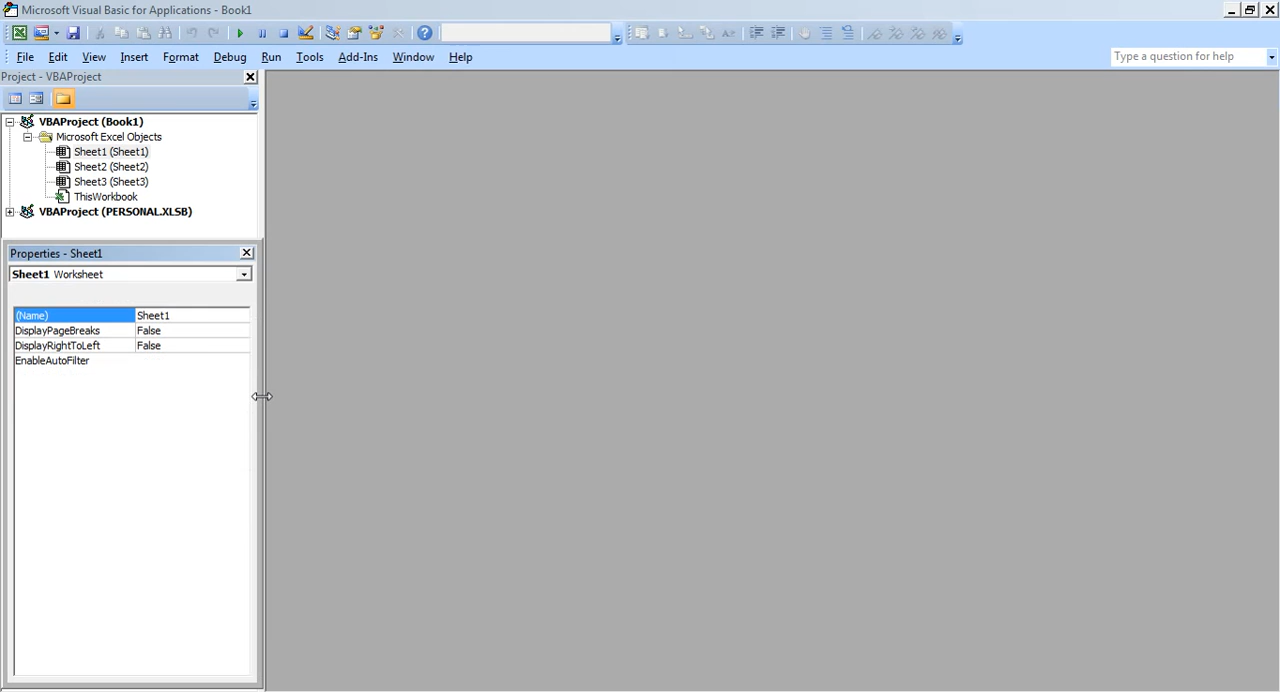 Microsoft Visual Basic for Applications - Book1
File Edit View Insert Format Debug Run Tools Add-Ins Window Help Type a question for help
Project - VBAProject
VBAProject (Book1)
Microsoft Excel Objects
Sheet1 (Sheet1)
Sheet2 (Sheet2)
Sheet3 (Sheet3)
ThisWorkbook
VBAProject (PERSONAL.XLSB)
Properties - Sheet1
Sheet1 Worksheet
(Name) Sheet1
DisplayPageBreaks False
DisplayRightToLeft False
EnableAutoFilter